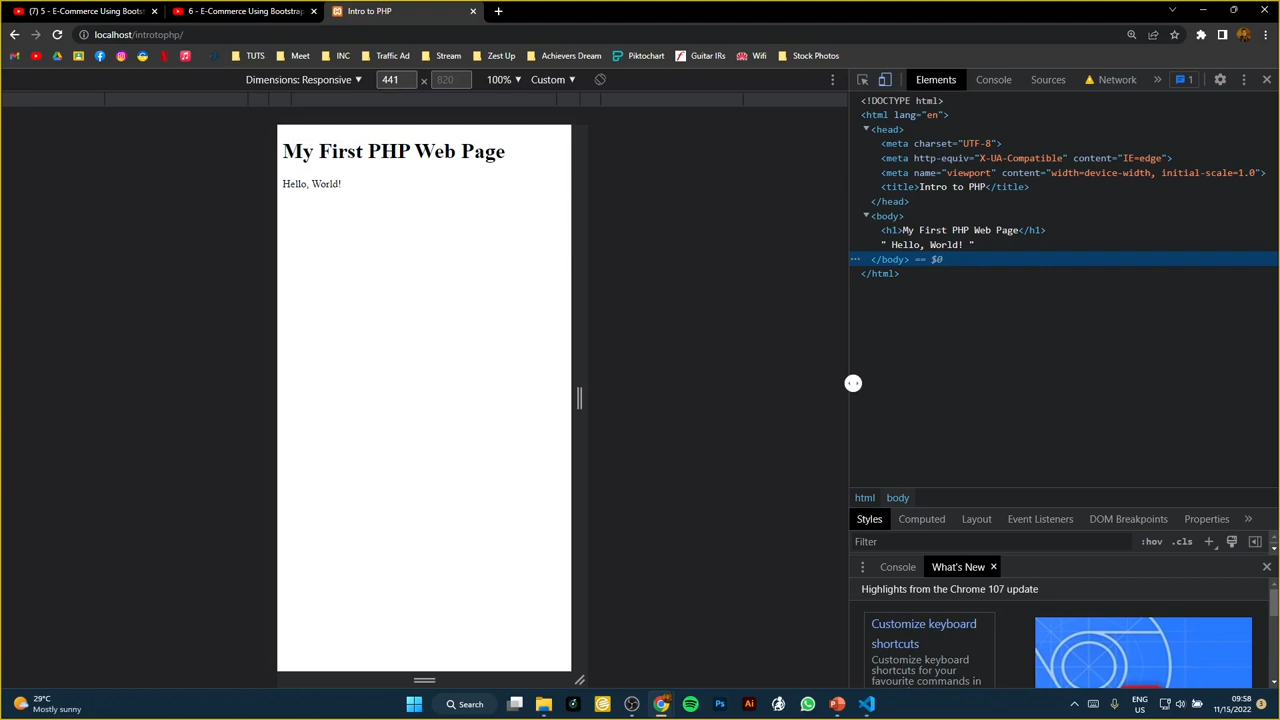 (7) 5 - E-Commerce Using Bootst
6 - E-Commerce Using Bootstrap
Intro to PHP
localhost/introtophp/
TUTS
Meet
INC
Traffic Ad
Stream
Zest Up
Achievers Dream
Piktochart
Guitar IRs
Wifi
Stock Photos
Dimensions: Responsive ▼
441
×
820
100% ▼
Custom ▼
Elements
Console
Sources
Network
»
1
My First PHP Web Page
Hello, World!
<!DOCTYPE html>
<html lang="en">
<head>
<meta charset="UTF-8">
<meta http-equiv="X-UA-Compatible" content="IE=edge">
<meta name="viewport" content="width=device-width, initial-scale=1.0">
<title>Intro to PHP</title>
</head>
<body>
<h1>My First PHP Web Page</h1>
" Hello, World! "
</body> == $0
</html>
html
body
Styles
Computed
Layout
Event Listeners
DOM Breakpoints
Properties
»
Filter
:hov
.cls
Console
What's New
Highlights from the Chrome 107 update
Customize keyboard
shortcuts
Customize keyboard
shortcuts for your
favourite commands in
29°C
Mostly sunny
Search
ENG
US
09:58
11/15/2022